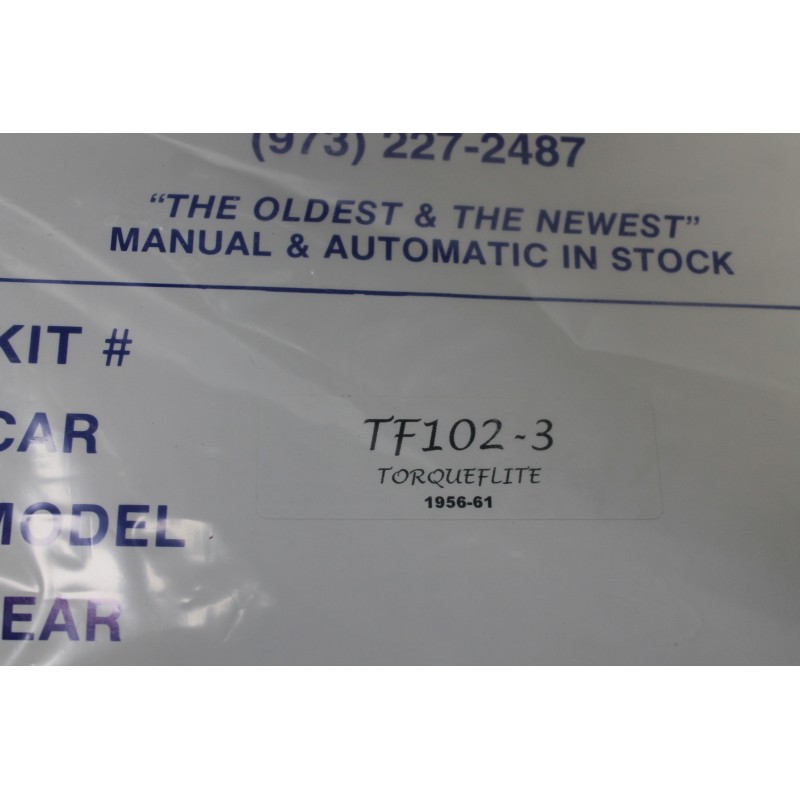 (973) 227-2487
"THE OLDEST & THE NEWEST"
MANUAL & AUTOMATIC IN STOCK
KIT #
CAR
MODEL
EAR
TF102-3
TORQUEFLITE
1956-61